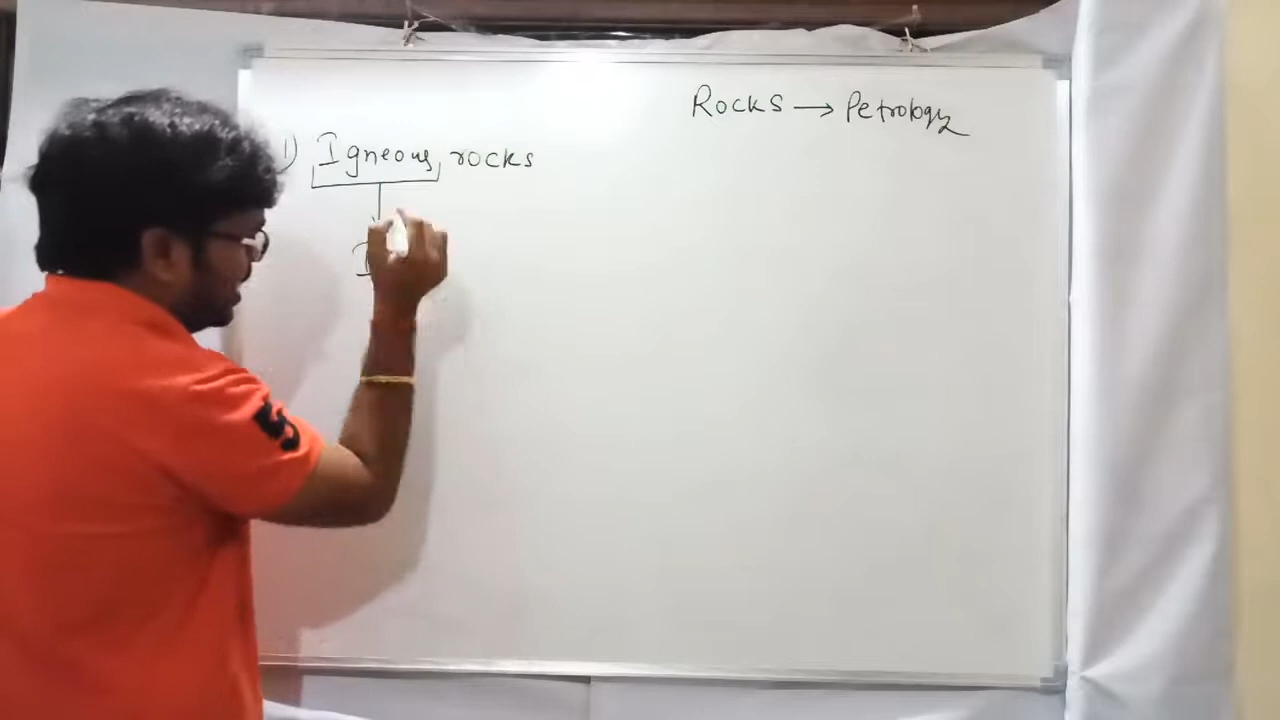 Rocks → Petrology
1) Igneous rocks
I